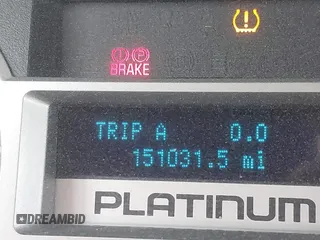 BRAKE
TRIP A 0.0
151031.5 mi
PLATINUM
DREAMBID